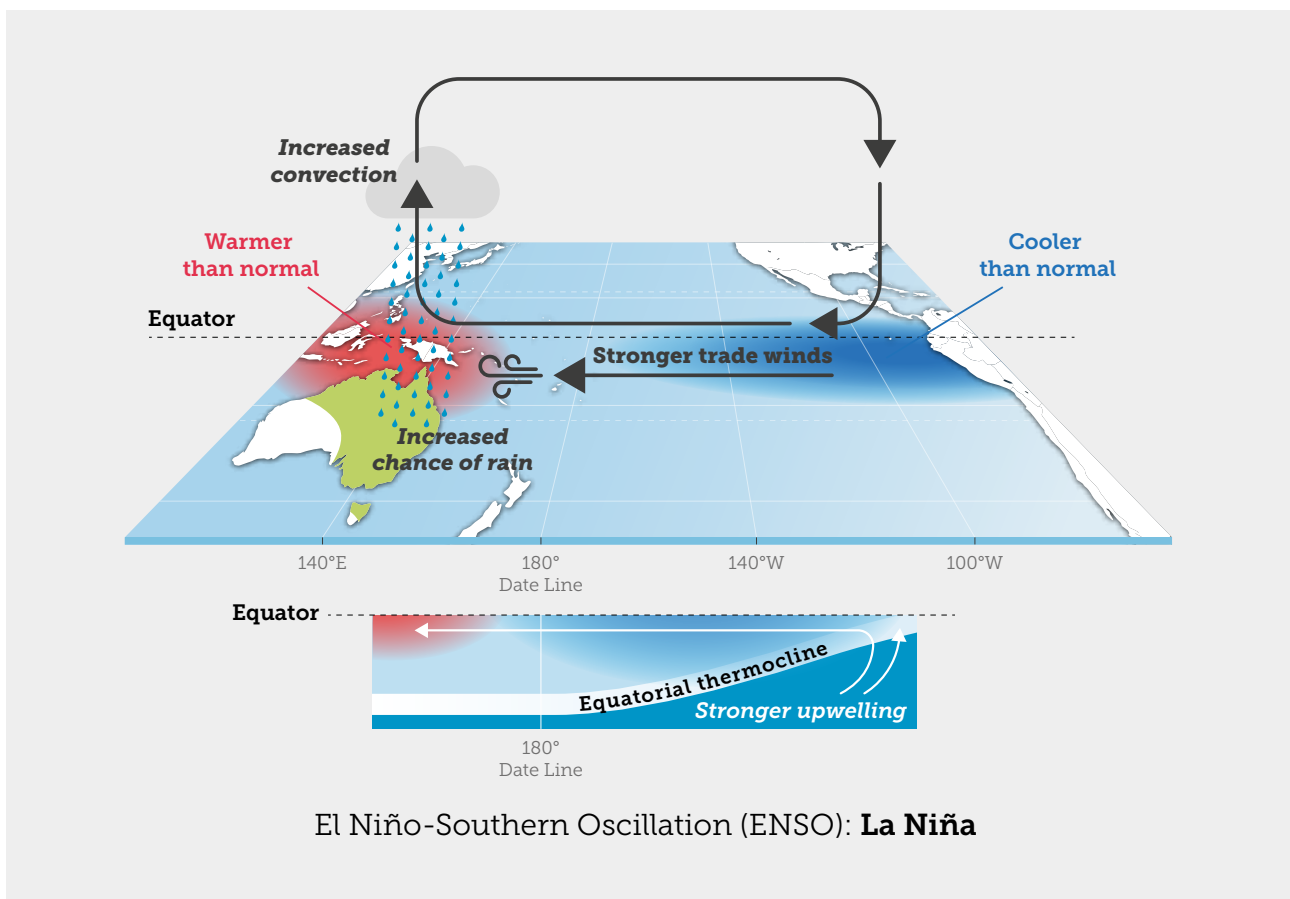 Increased
convection
Warmer
than normal
Cooler
than normal
Equator
Stronger trade winds
Increased
chance of rain
140°E
180°
Date Line
140°W
100°W
Equator
Equatorial thermocline
Stronger upwelling
180°
Date Line
El Niño-Southern Oscillation (ENSO): La Niña